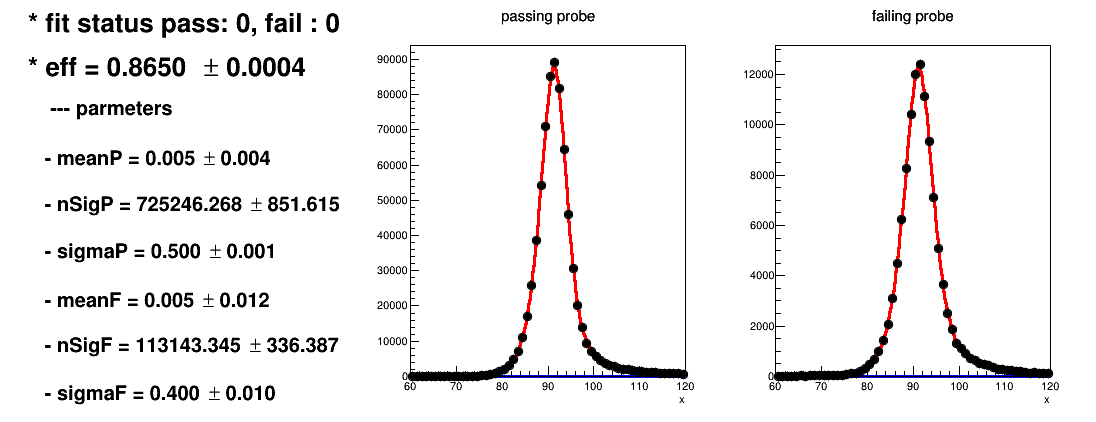 * fit status pass: 0, fail : 0
* eff = 0.8650 ± 0.0004
--- parmeters
- meanP = 0.005 ± 0.004
- nSigP = 725246.268 ± 851.615
- sigmaP = 0.500 ± 0.001
- meanF = 0.005 ± 0.012
- nSigF = 113143.345 ± 336.387
- sigmaF = 0.400 ± 0.010
passing probe
90000
80000
70000
60000
50000
40000
30000
20000
10000
0
60 70 80 90 100 110 120
x
failing probe
12000
10000
8000
6000
4000
2000
0
60 70 80 90 100 110 120
x